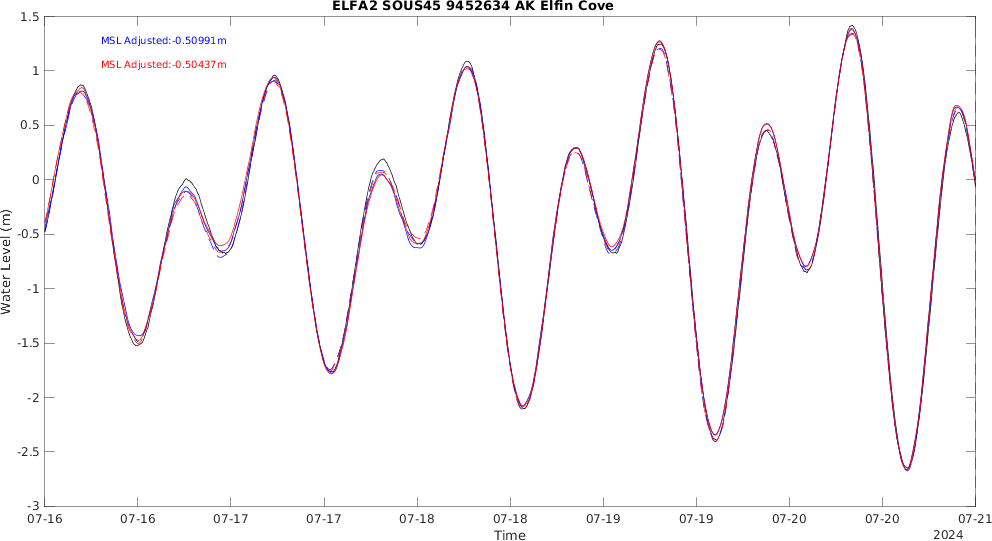 ELFA2 SOUS45 9452634 AK Elfin Cove
MSL Adjusted:-0.50991m
MSL Adjusted:-0.50437m
Water Level (m)
1.5
1
0.5
0
-0.5
-1
-1.5
-2
-2.5
-3
07-16 07-16 07-17 07-17 07-18 07-18 07-19 07-19 07-20 07-20 07-21
Time
2024